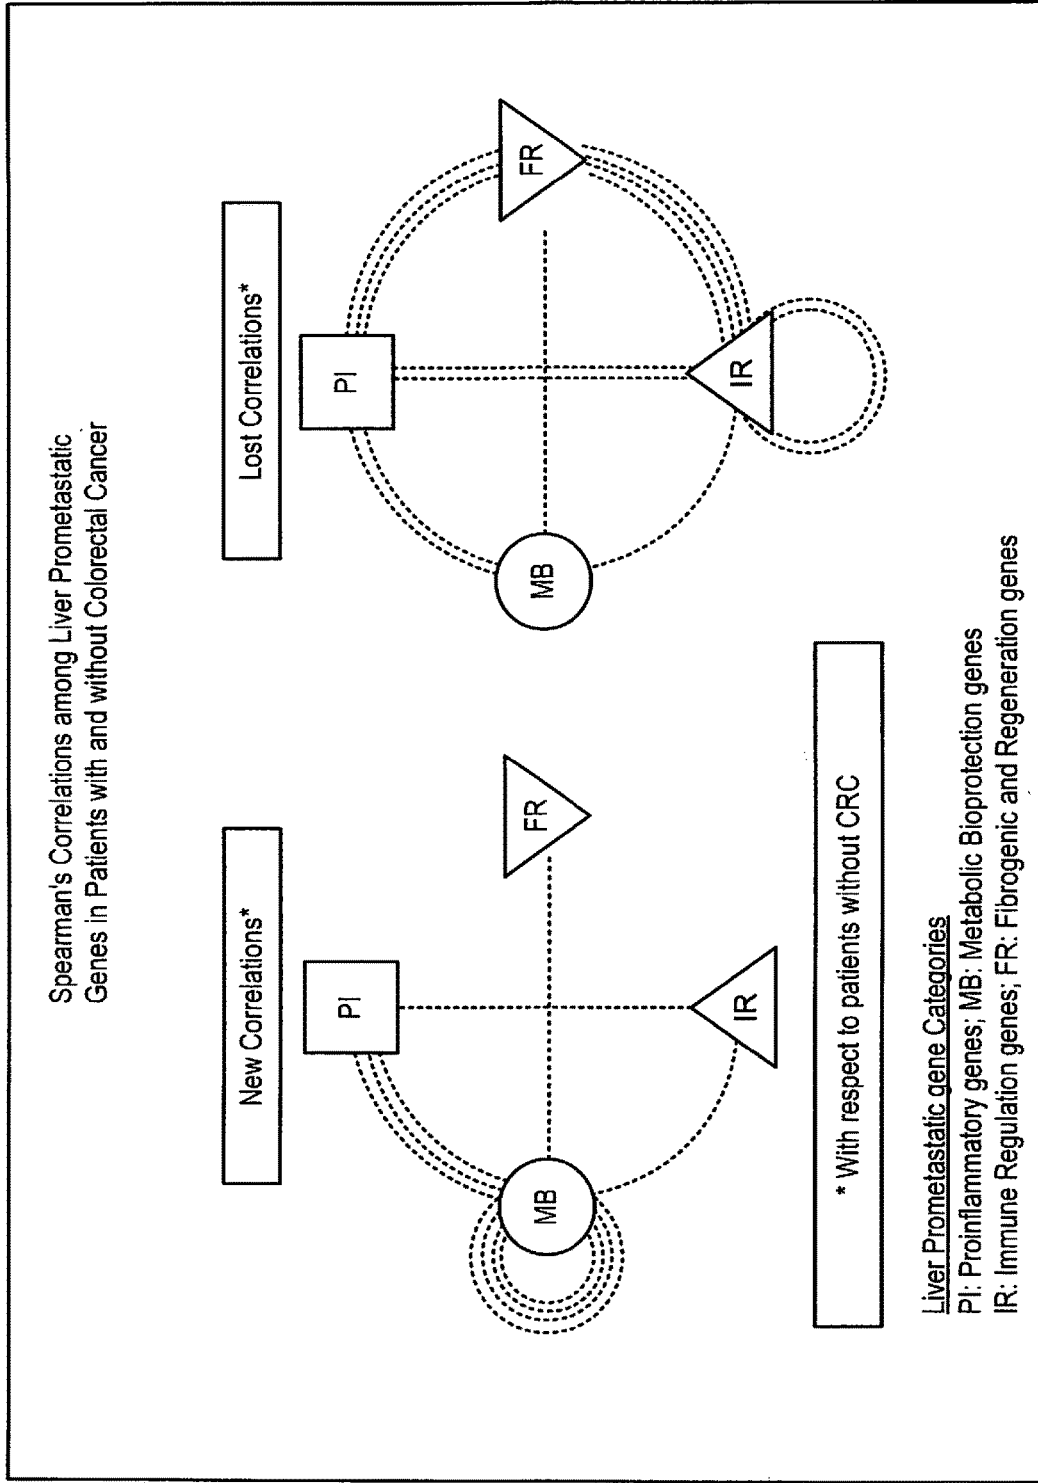 Spearman's Correlations among Liver Prometastatic
Genes in Patients with and without Colorectal Cancer
New Correlations*
PI
MB
FR
IR
Lost Correlations*
PI
MB
FR
IR
* With respect to patients without CRC
Liver Prometastatic gene Categories
PI: Proinflammatory genes; MB: Metabolic Bioprotection genes
IR: Immune Regulation genes; FR: Fibrogenic and Regeneration genes